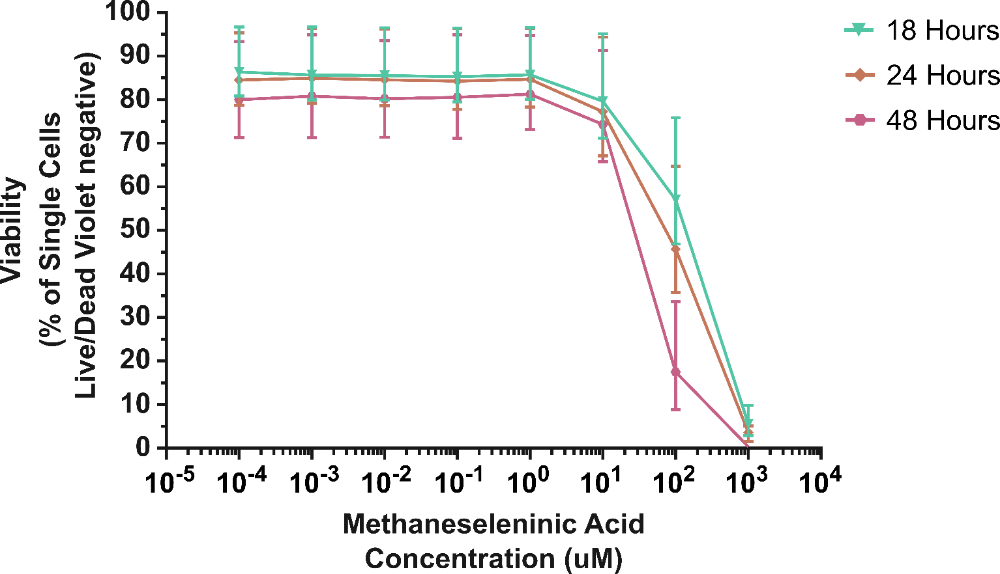 Viability
(% of Single Cells
Live/Dead Violet negative)
100
90
80
70
60
50
40
30
20
10
0
10-5 10-4 10-3 10-2 10-1 100 101 102 103 104
Methaneseleninic Acid
Concentration (uM)
18 Hours
24 Hours
48 Hours